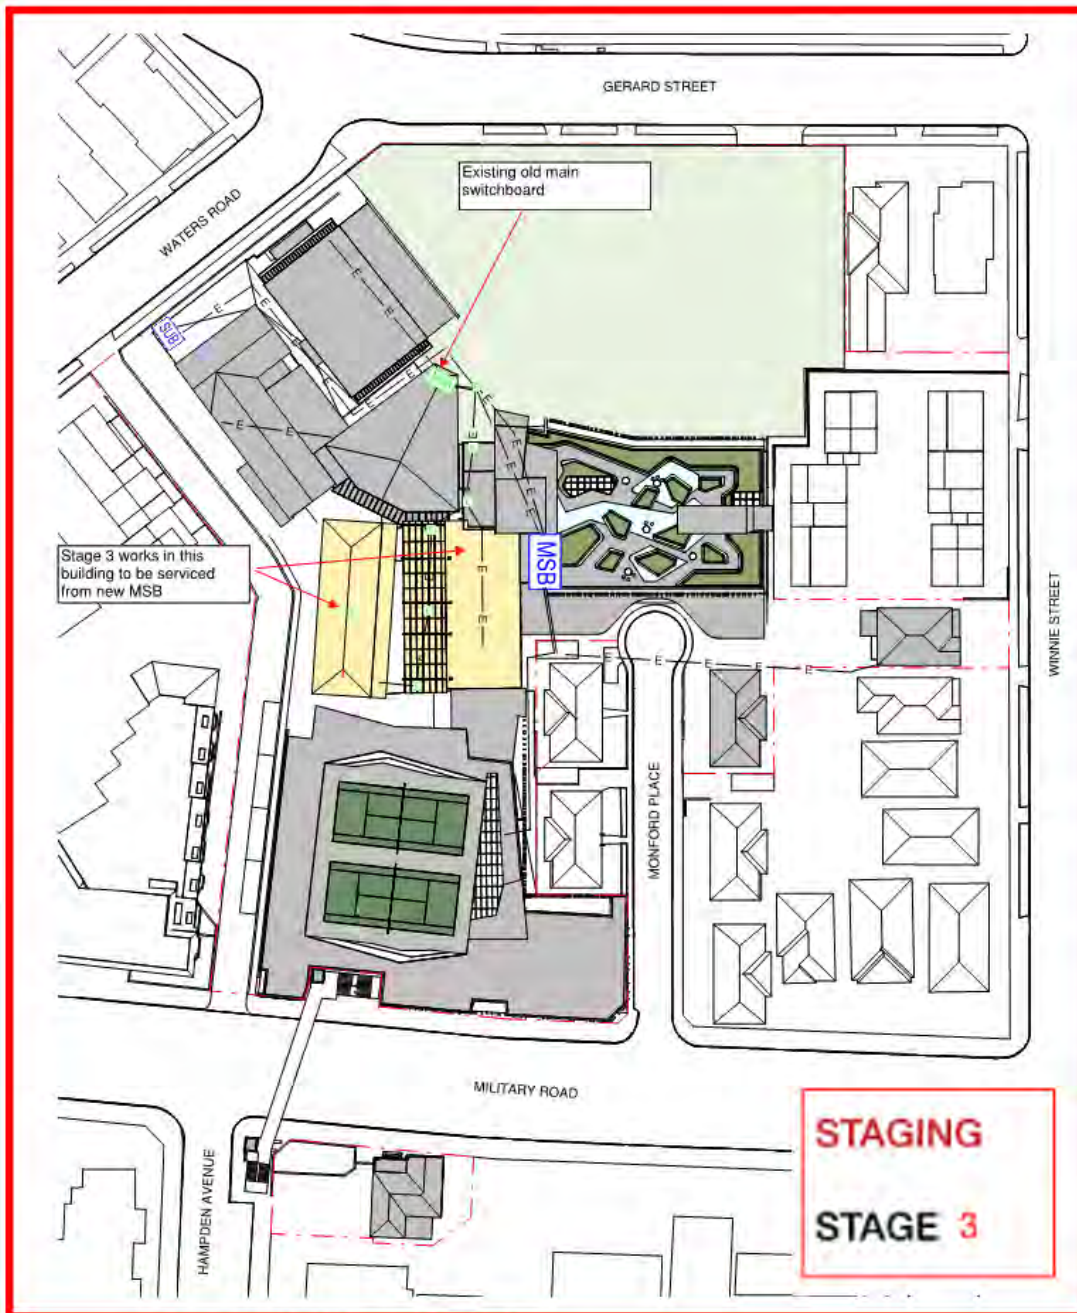 GERARD STREET
Existing old main
switchboard
WATERS ROAD
SUB
E
E
E
E
E
E
E
E
E
E
E
E
E
E
MSB
Stage 3 works in this
building to be serviced
from new MSB
E
E
E
E
E
E
E
E
WINNIE STREET
MONFORD PLACE
MILITARY ROAD
HAMPDEN AVENUE
STAGING
STAGE 3